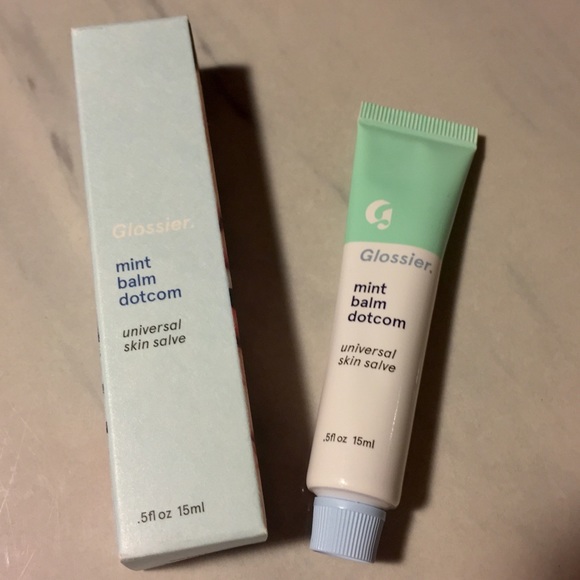 Glossier.
mint
balm
dotcom
universal
skin salve
.5fl oz 15ml
G
Glossier.
mint
balm
dotcom
universal
skin salve
.5fl oz 15ml